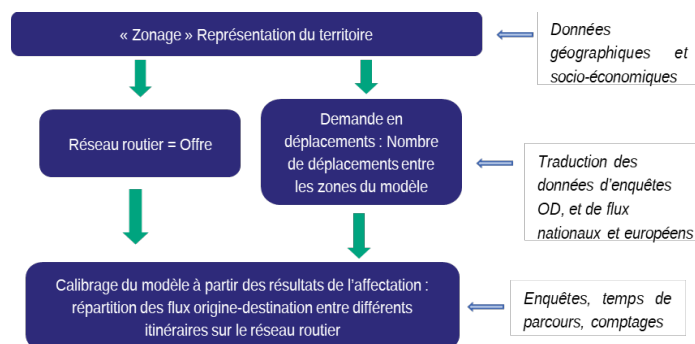 « Zonage » Représentation du territoire
Données
géographiques et
socio-économiques
Réseau routier = Offre
Demande en
déplacements : Nombre
de déplacements entre
les zones du modèle
Traduction des
données d'enquêtes
OD, et de flux
nationaux et européens
Calibrage du modèle à partir des résultats de l'affectation :
répartition des flux origine-destination entre différents
itinéraires sur le réseau routier
Enquêtes, temps de
parcours, comptages